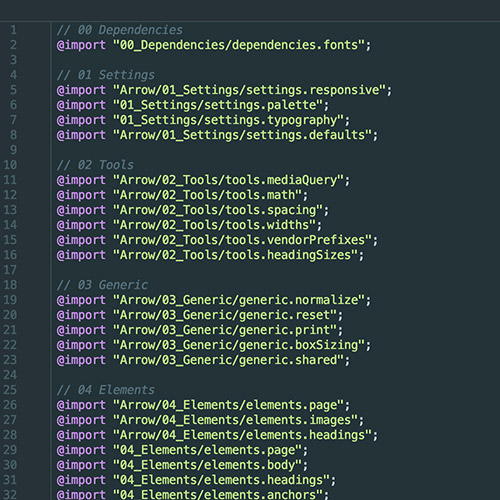 1 // 00 Dependencies
2 @import "00_Dependencies/dependencies.fonts";
3
4 // 01 Settings
5 @import "Arrow/01_Settings/settings.responsive";
6 @import "01_Settings/settings.palette";
7 @import "01_Settings/settings.typography";
8 @import "Arrow/01_Settings/settings.defaults";
9
10 // 02 Tools
11 @import "Arrow/02_Tools/tools.mediaQuery";
12 @import "Arrow/02_Tools/tools.math";
13 @import "Arrow/02_Tools/tools.spacing";
14 @import "Arrow/02_Tools/tools.widths";
15 @import "Arrow/02_Tools/tools.vendorPrefixes";
16 @import "Arrow/02_Tools/tools.headingSizes";
17
18 // 03 Generic
19 @import "Arrow/03_Generic/generic.normalize";
20 @import "Arrow/03_Generic/generic.reset";
21 @import "Arrow/03_Generic/generic.print";
22 @import "Arrow/03_Generic/generic.boxSizing";
23 @import "Arrow/03_Generic/generic.shared";
24
25 // 04 Elements
26 @import "Arrow/04_Elements/elements.page";
27 @import "Arrow/04_Elements/elements.images";
28 @import "Arrow/04_Elements/elements.headings";
29 @import "04_Elements/elements.page";
30 @import "04_Elements/elements.body";
31 @import "04_Elements/elements.headings";
32 @import "04_Elements/elements.anchors";